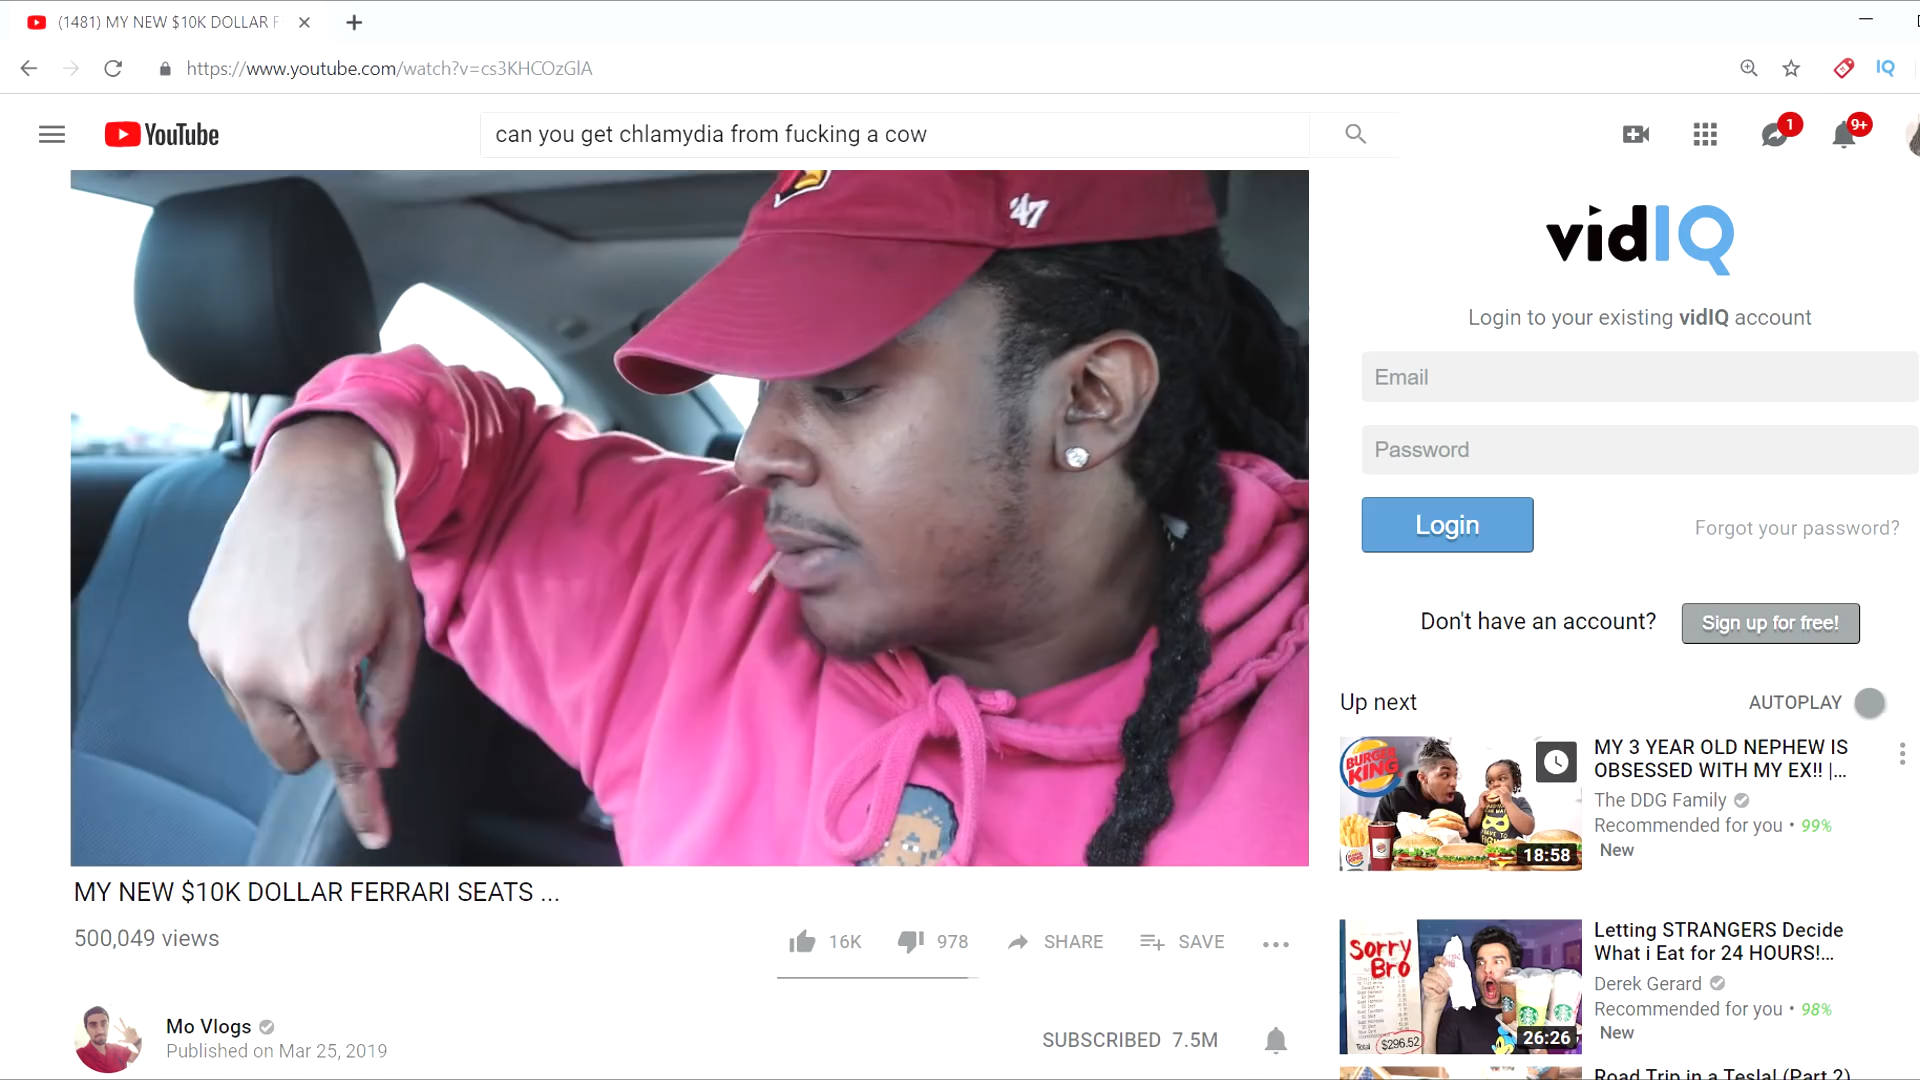 (1481) MY NEW $10K DOLLAR F
https://www.youtube.com/watch?v=cs3KHCOzGlA
IQ
YouTube
can you get chlamydia from fucking a cow
1
9+
'47
vidIQ
Login to your existing vidIQ account
Email
Password
Login
Forgot your password?
Don't have an account?
Sign up for free!
Up next
AUTOPLAY
BURGER KING
18:58
MY 3 YEAR OLD NEPHEW IS
OBSESSED WITH MY EX!! |...
The DDG Family
Recommended for you • 99%
New
MY NEW $10K DOLLAR FERRARI SEATS ...
500,049 views
16K
978
SHARE
SAVE
Sorry
Bro
Total $296.52
26:26
Letting STRANGERS Decide
What i Eat for 24 HOURS!...
Derek Gerard
Recommended for you • 98%
New
Mo Vlogs
Published on Mar 25, 2019
SUBSCRIBED 7.5M
Road Trip in a Tesla! (Part 2)